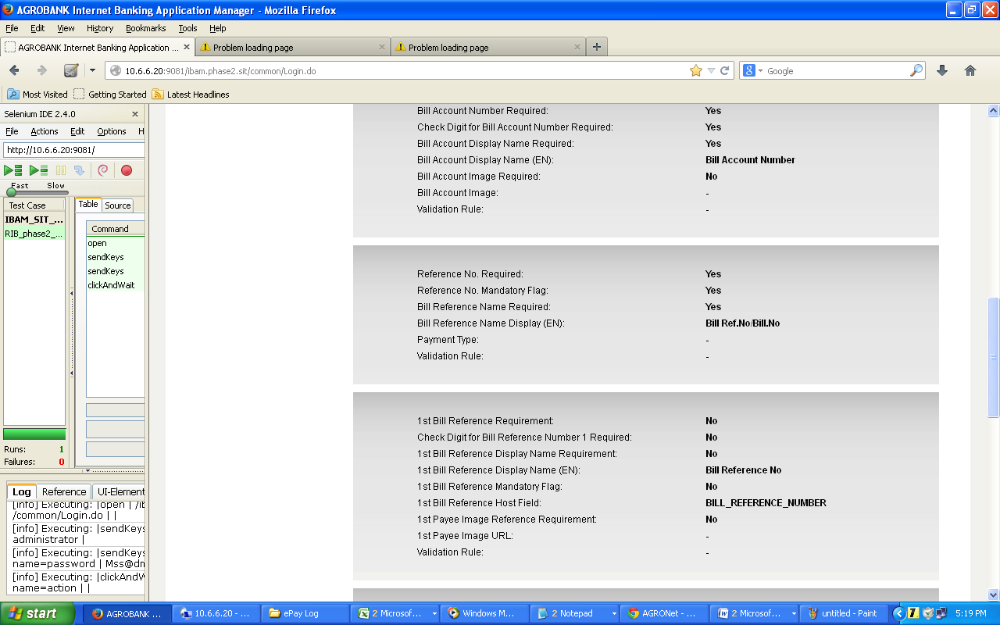 AGROBANK Internet Banking Application Manager - Mozilla Firefox
File Edit View History Bookmarks Tools Help
AGROBANK Internet Banking Application ... Problem loading page Problem loading page
10.6.6.20:9081/ibam.phase2.sit/common/Login.do Google
Most Visited Getting Started Latest Headlines
Selenium IDE 2.4.0
File Actions Edit Options H
http://10.6.6.20:9081/
Fast Slow
Test Case Table Source
IBAM_SIT_...
RIB_phase2_...
Command
open
sendKeys
sendKeys
clickAndWait
Runs: 1
Failures: 0
Log Reference UI-Element
[info] Executing: |open | /ib
/common/Login.do | |
[info] Executing: |sendKeys
administrator |
[info] Executing: |sendKeys
name=password | Mss@dn
[info] Executing: |clickAndW
name=action | |
Bill Account Number Required: Yes
Check Digit for Bill Account Number Required: Yes
Bill Account Display Name Required: Yes
Bill Account Display Name (EN): Bill Account Number
Bill Account Image Required: No
Bill Account Image: -
Validation Rule: -
Reference No. Required: Yes
Reference No. Mandatory Flag: Yes
Bill Reference Name Required: Yes
Bill Reference Name Display (EN): Bill Ref.No/Bill.No
Payment Type: -
Validation Rule: -
1st Bill Reference Requirement: No
Check Digit for Bill Reference Number 1 Required: No
1st Bill Reference Display Name Requirement: No
1st Bill Reference Display Name (EN): Bill Reference No
1st Bill Reference Mandatory Flag: No
1st Bill Reference Host Field: BILL_REFERENCE_NUMBER
1st Payee Image Reference Requirement: No
1st Payee Image URL: -
Validation Rule: -
start AGROBANK ... 10.6.6.20 - ... ePay Log 2 Microsof... Windows M... 2 Notepad AGRONet - ... 2 Microsof... untitled - Paint 5:19 PM